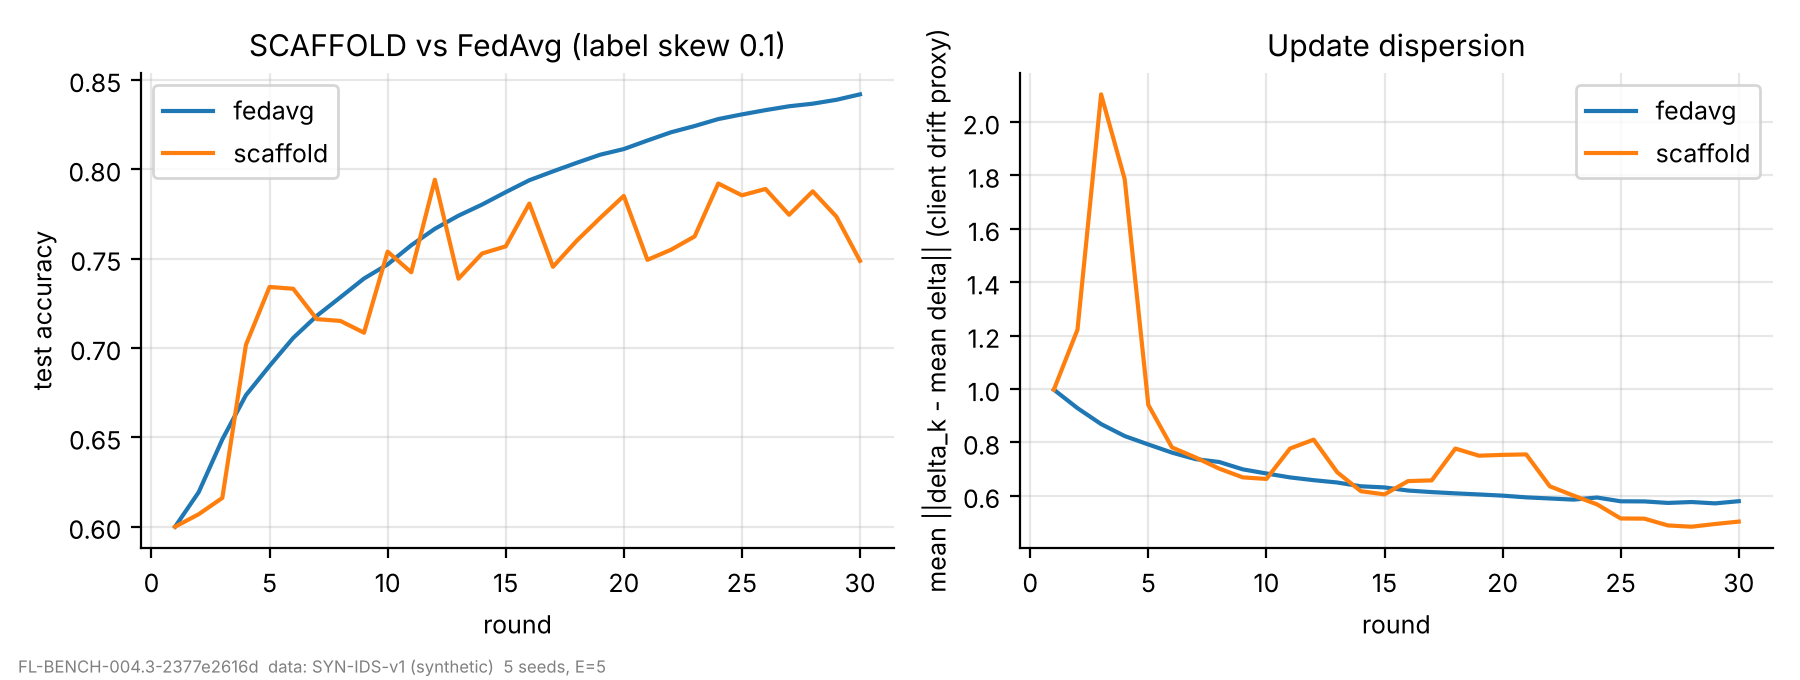 SCAFFOLD vs FedAvg (label skew 0.1)
fedavg
scaffold
test accuracy
0.85
0.80
0.75
0.70
0.65
0.60
0 5 10 15 20 25 30
round
Update dispersion
fedavg
scaffold
mean ||delta_k - mean delta|| (client drift proxy)
2.0
1.8
1.6
1.4
1.2
1.0
0.8
0.6
0 5 10 15 20 25 30
round
FL-BENCH-004.3-2377e2616d data: SYN-IDS-v1 (synthetic) 5 seeds, E=5